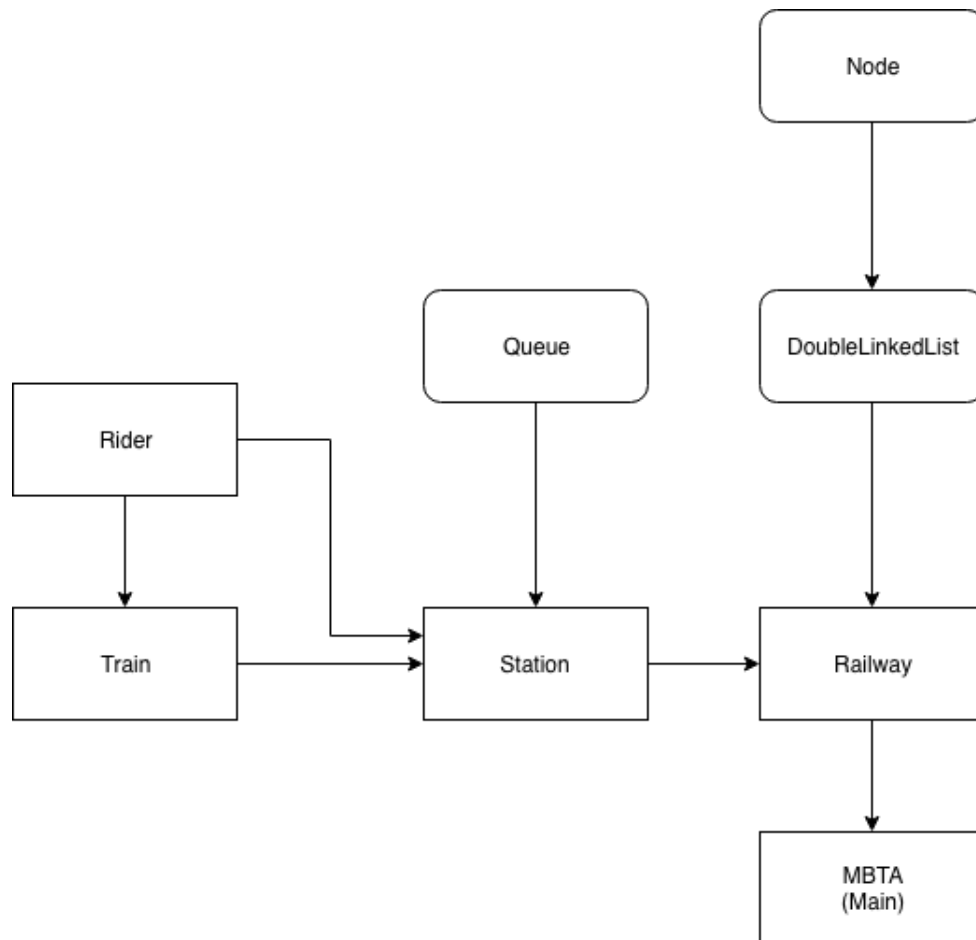 Node
Queue
DoubleLinkedList
Rider
Train
Station
Railway
MBTA
(Main)